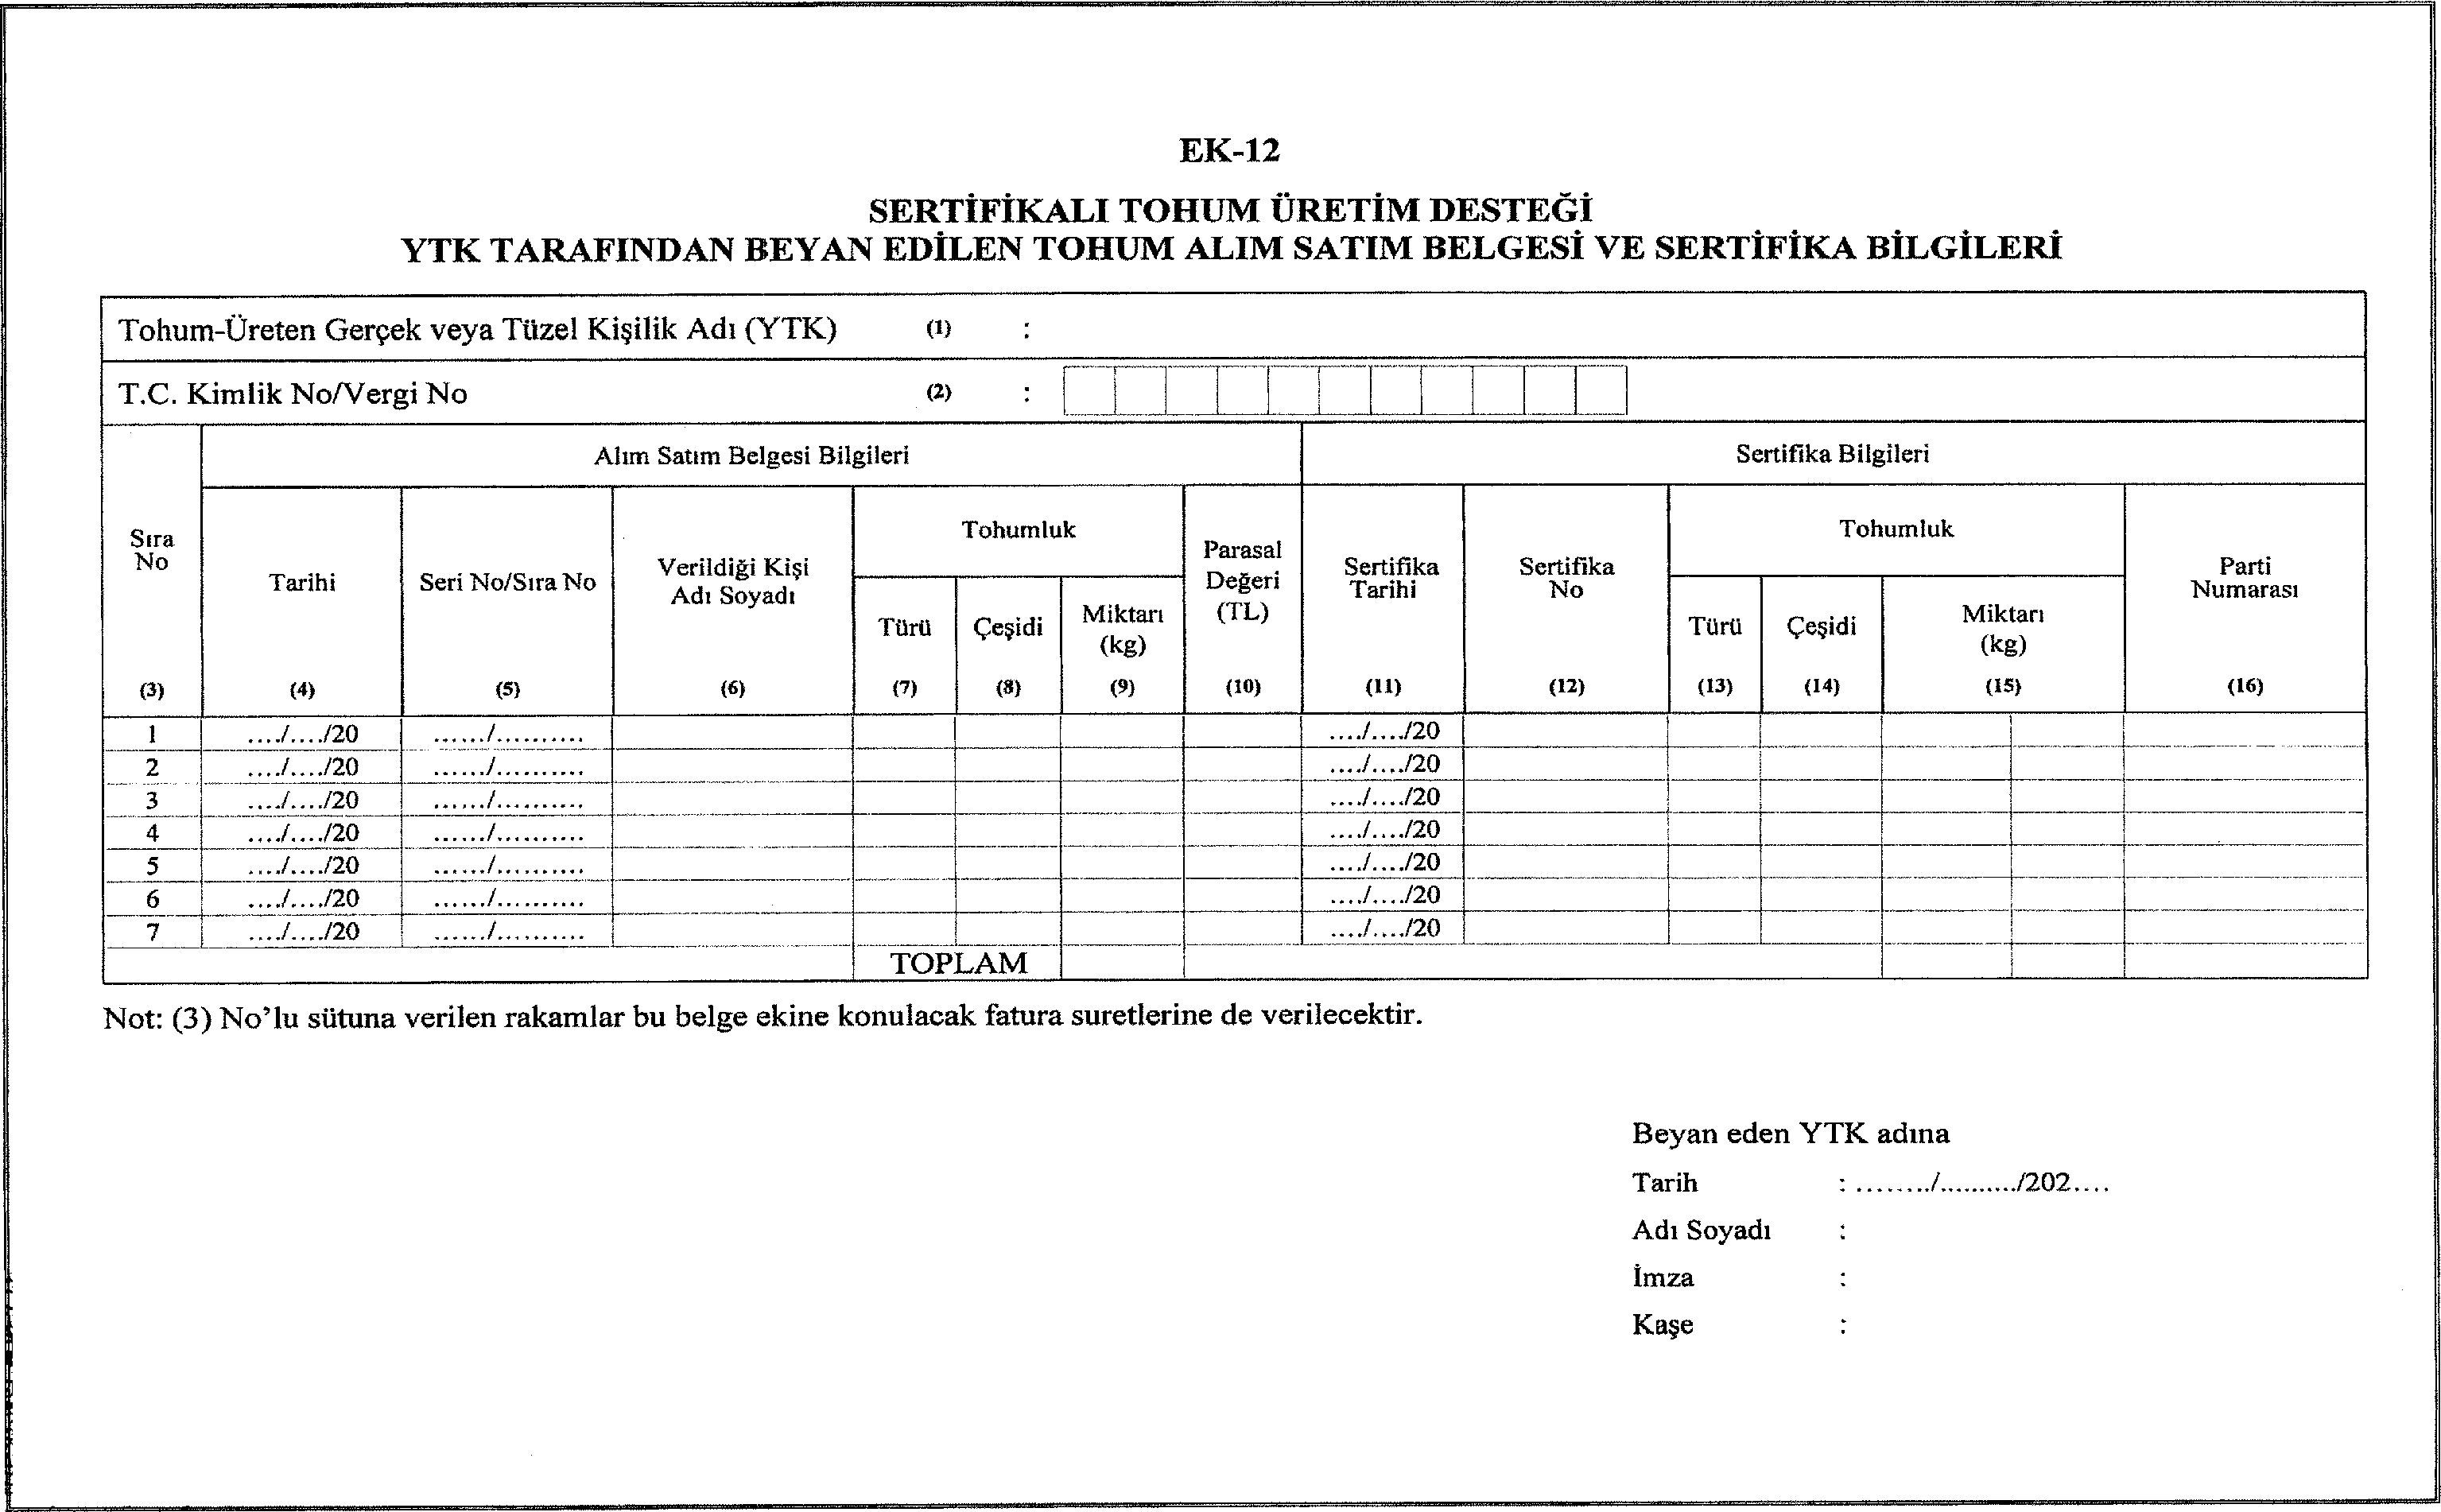 EK-12
SERTİFİKALI TOHUM ÜRETİM DESTEĞİ
YTK TARAFINDAN BEYAN EDİLEN TOHUM ALIM SATIM BELGESİ VE SERTİFİKA BİLGİLERİ
Tohum-Üreten Gerçek veya Tüzel Kişilik Adı (YTK) (1) :
T.C. Kimlik No/Vergi No (2) :
Sıra
No
(3)
Alım Satım Belgesi Bilgileri
Tarihi
(4)
Seri No/Sıra No
(5)
Verildiği Kişi
Adı Soyadı
(6)
Tohumluk
Türü
(7)
Çeşidi
(8)
Miktarı
(kg)
(9)
Parasal
Değeri
(TL)
(10)
Sertifika Bilgileri
Sertifika
Tarihi
(11)
Sertifika
No
(12)
Tohumluk
Türü
(13)
Çeşidi
(14)
Miktarı
(kg)
(15)
Parti
Numarası
(16)
1 ..../..../20 ....../.......... ..../..../20
2 ..../..../20 ....../.......... ..../..../20
3 ..../..../20 ....../.......... ..../..../20
4 ..../..../20 ....../.......... ..../..../20
5 ..../..../20 ....../.......... ..../..../20
6 ..../..../20 ....../.......... ..../..../20
7 ..../..../20 ....../.......... ..../..../20
TOPLAM
Not: (3) No'lu sütuna verilen rakamlar bu belge ekine konulacak fatura suretlerine de verilecektir.
Beyan eden YTK adına
Tarih : ......../........../202....
Adı Soyadı :
İmza :
Kaşe :